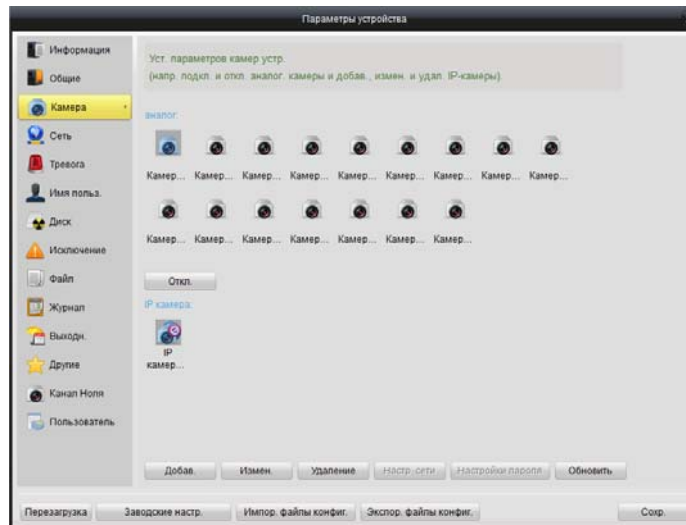 Параметры устройства
Информация
Общие
Камера
Сеть
Тревога
Имя польз.
Диск
Исключение
Файл
Журнал
Выходн.
Другие
Канал Ноля
Пользователь
Уст. параметров камер устр.
(напр. подкл. и откл. аналог. камеры и добав., измен. и удал. IP-камеры).
аналог.
Камер... Камер... Камер... Камер... Камер... Камер... Камер... Камер... Камер...
Камер... Камер... Камер... Камер... Камер... Камер... Камер...
Откл.
IP камера:
IP
камер...
Добав. Измен. Удаление Настр. сети Настройки пароля Обновить
Перезагрузка Заводские настр. Импор. файлы конфиг. Экспор. файлы конфиг. Сохр.